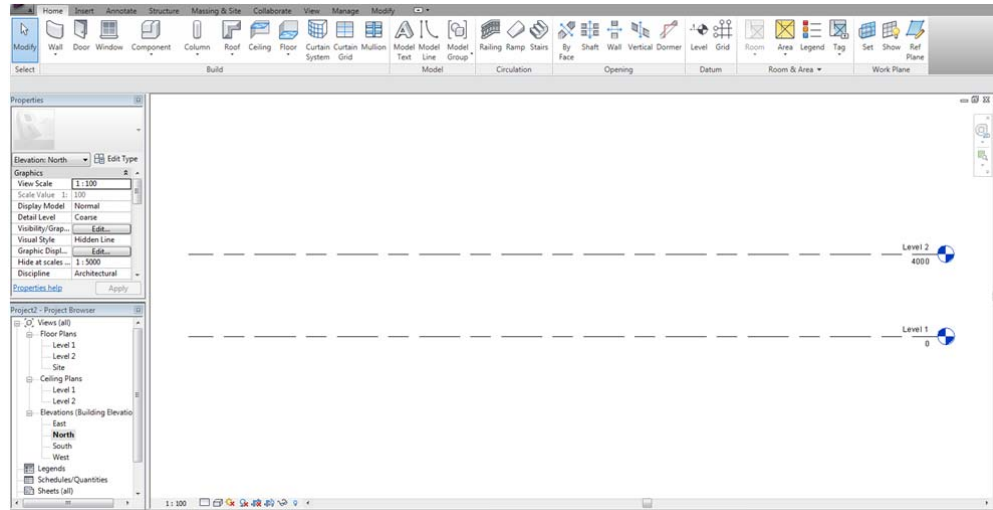 Home Insert Annotate Structure Massing & Site Collaborate View Manage Modify
Modify Wall Door Window Component Column Roof Ceiling Floor Curtain System Curtain Grid Mullion Model Text Model Line Model Group Railing Ramp Stairs By Face Shaft Wall Vertical Dormer Level Grid Room Area Legend Tag Set Show Ref Plane
Select Build Model Circulation Opening Datum Room & Area Work Plane
Properties
Elevation: North Edit Type
Graphics
View Scale 1 : 100
Scale Value 1: 100
Display Model Normal
Detail Level Coarse
Visibility/Grap... Edit...
Visual Style Hidden Line
Graphic Displ... Edit...
Hide at scales ... 1 : 5000
Discipline Architectural
Properties help Apply
Project2 - Project Browser
Views (all)
Floor Plans
Level 1
Level 2
Site
Ceiling Plans
Level 1
Level 2
Elevations (Building Elevatio
East
North
South
West
Legends
Schedules/Quantities
Sheets (all)
Level 2
4000
Level 1
0
1 : 100